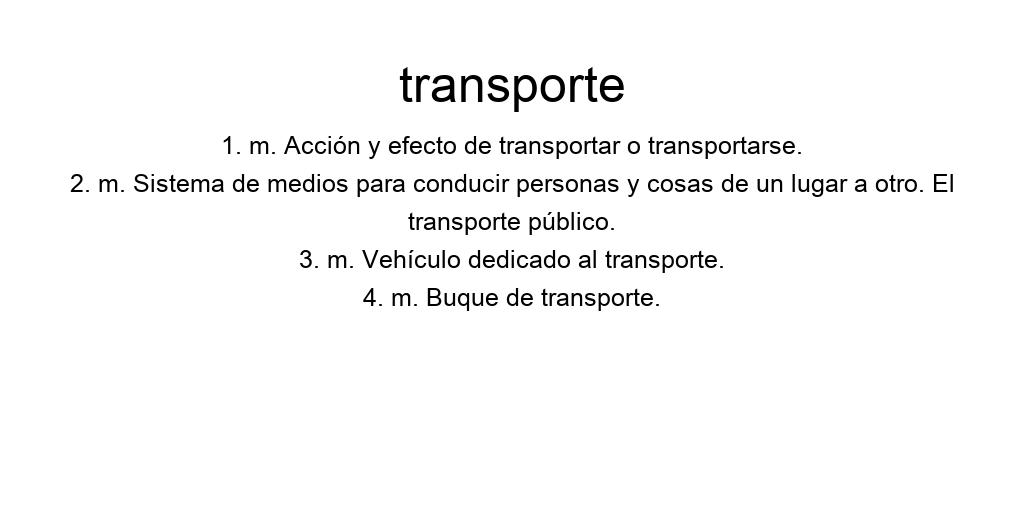 transporte
1. m. Acción y efecto de transportar o transportarse.
2. m. Sistema de medios para conducir personas y cosas de un lugar a otro. El
transporte público.
3. m. Vehículo dedicado al transporte.
4. m. Buque de transporte.